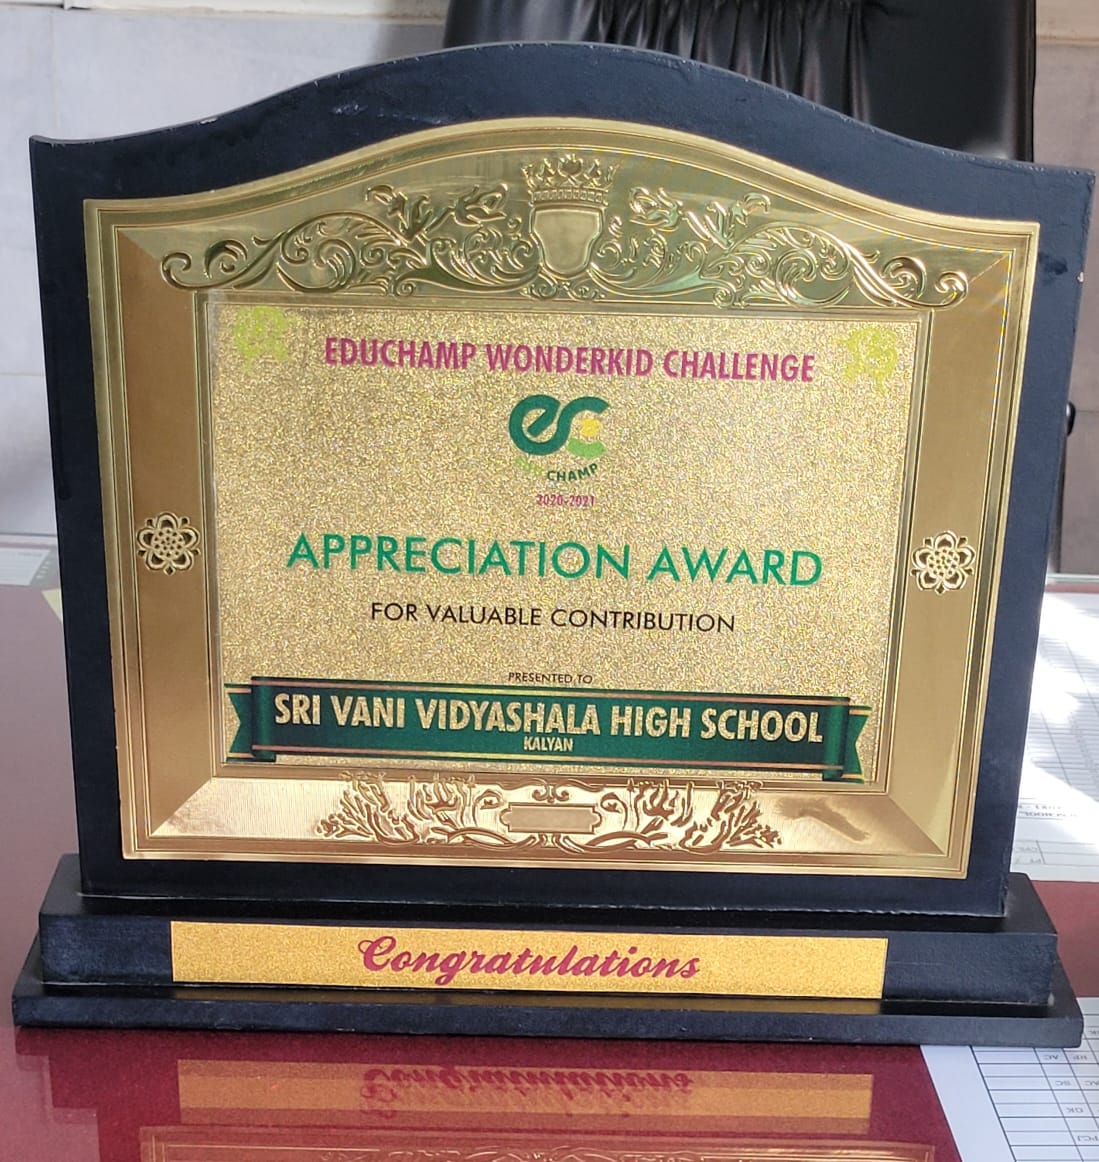 EDUCHAMP WONDERKID CHALLENGE
ec
CHAMP
2020-2021
APPRECIATION AWARD
FOR VALUABLE CONTRIBUTION
PRESENTED TO
SRI VANI VIDYASHALA HIGH SCHOOL
KALYAN
Congratulations